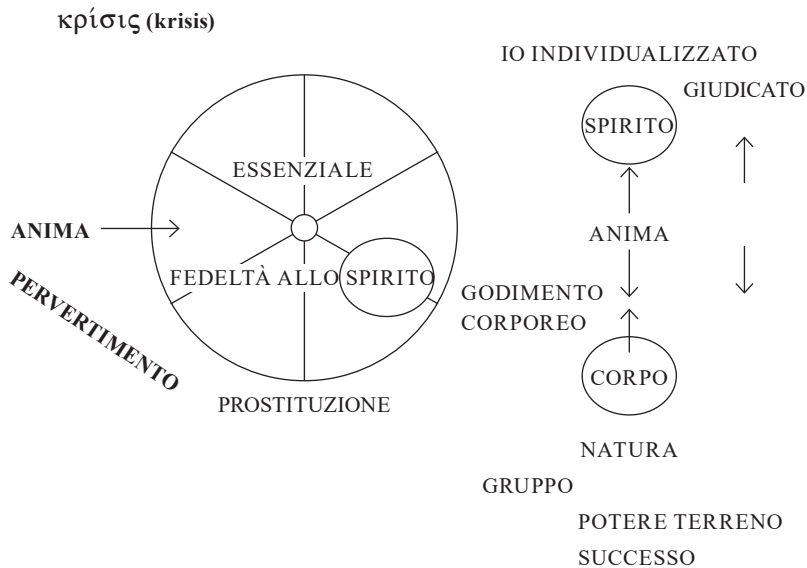 κρίσις (krisis)
IO INDIVIDUALIZZATO
GIUDICATO
SPIRITO
ESSENZIALE
ANIMA
ANIMA
FEDELTÀ ALLO SPIRITO
GODIMENTO
CORPOREO
PERVERTIMENTO
CORPO
PROSTITUZIONE
NATURA
GRUPPO
POTERE TERRENO
SUCCESSO